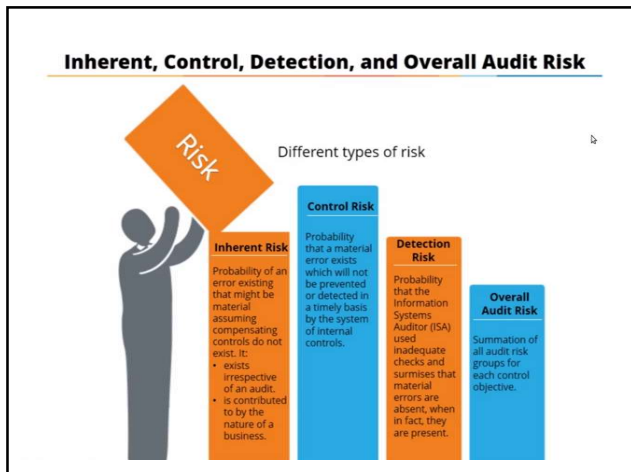 Inherent, Control, Detection, and Overall Audit Risk
Risk
Different types of risk
Inherent Risk
Probability of an
error existing
that might be
material
assuming
compensating
controls do not
exist. It:
• exists
irrespective of
an audit.
• is contributed
to by the
nature of a
business.
Control Risk
Probability
that a material
error exists
which will not
be prevented
or detected in
a timely basis
by the system
of internal
controls.
Detection
Risk
Probability
that the
Information
Systems
Auditor (ISA)
used
inadequate
checks and
surmises that
material
errors are
absent, when
in fact, they
are present.
Overall
Audit Risk
Summation of
all audit risk
groups for
each control
objective.